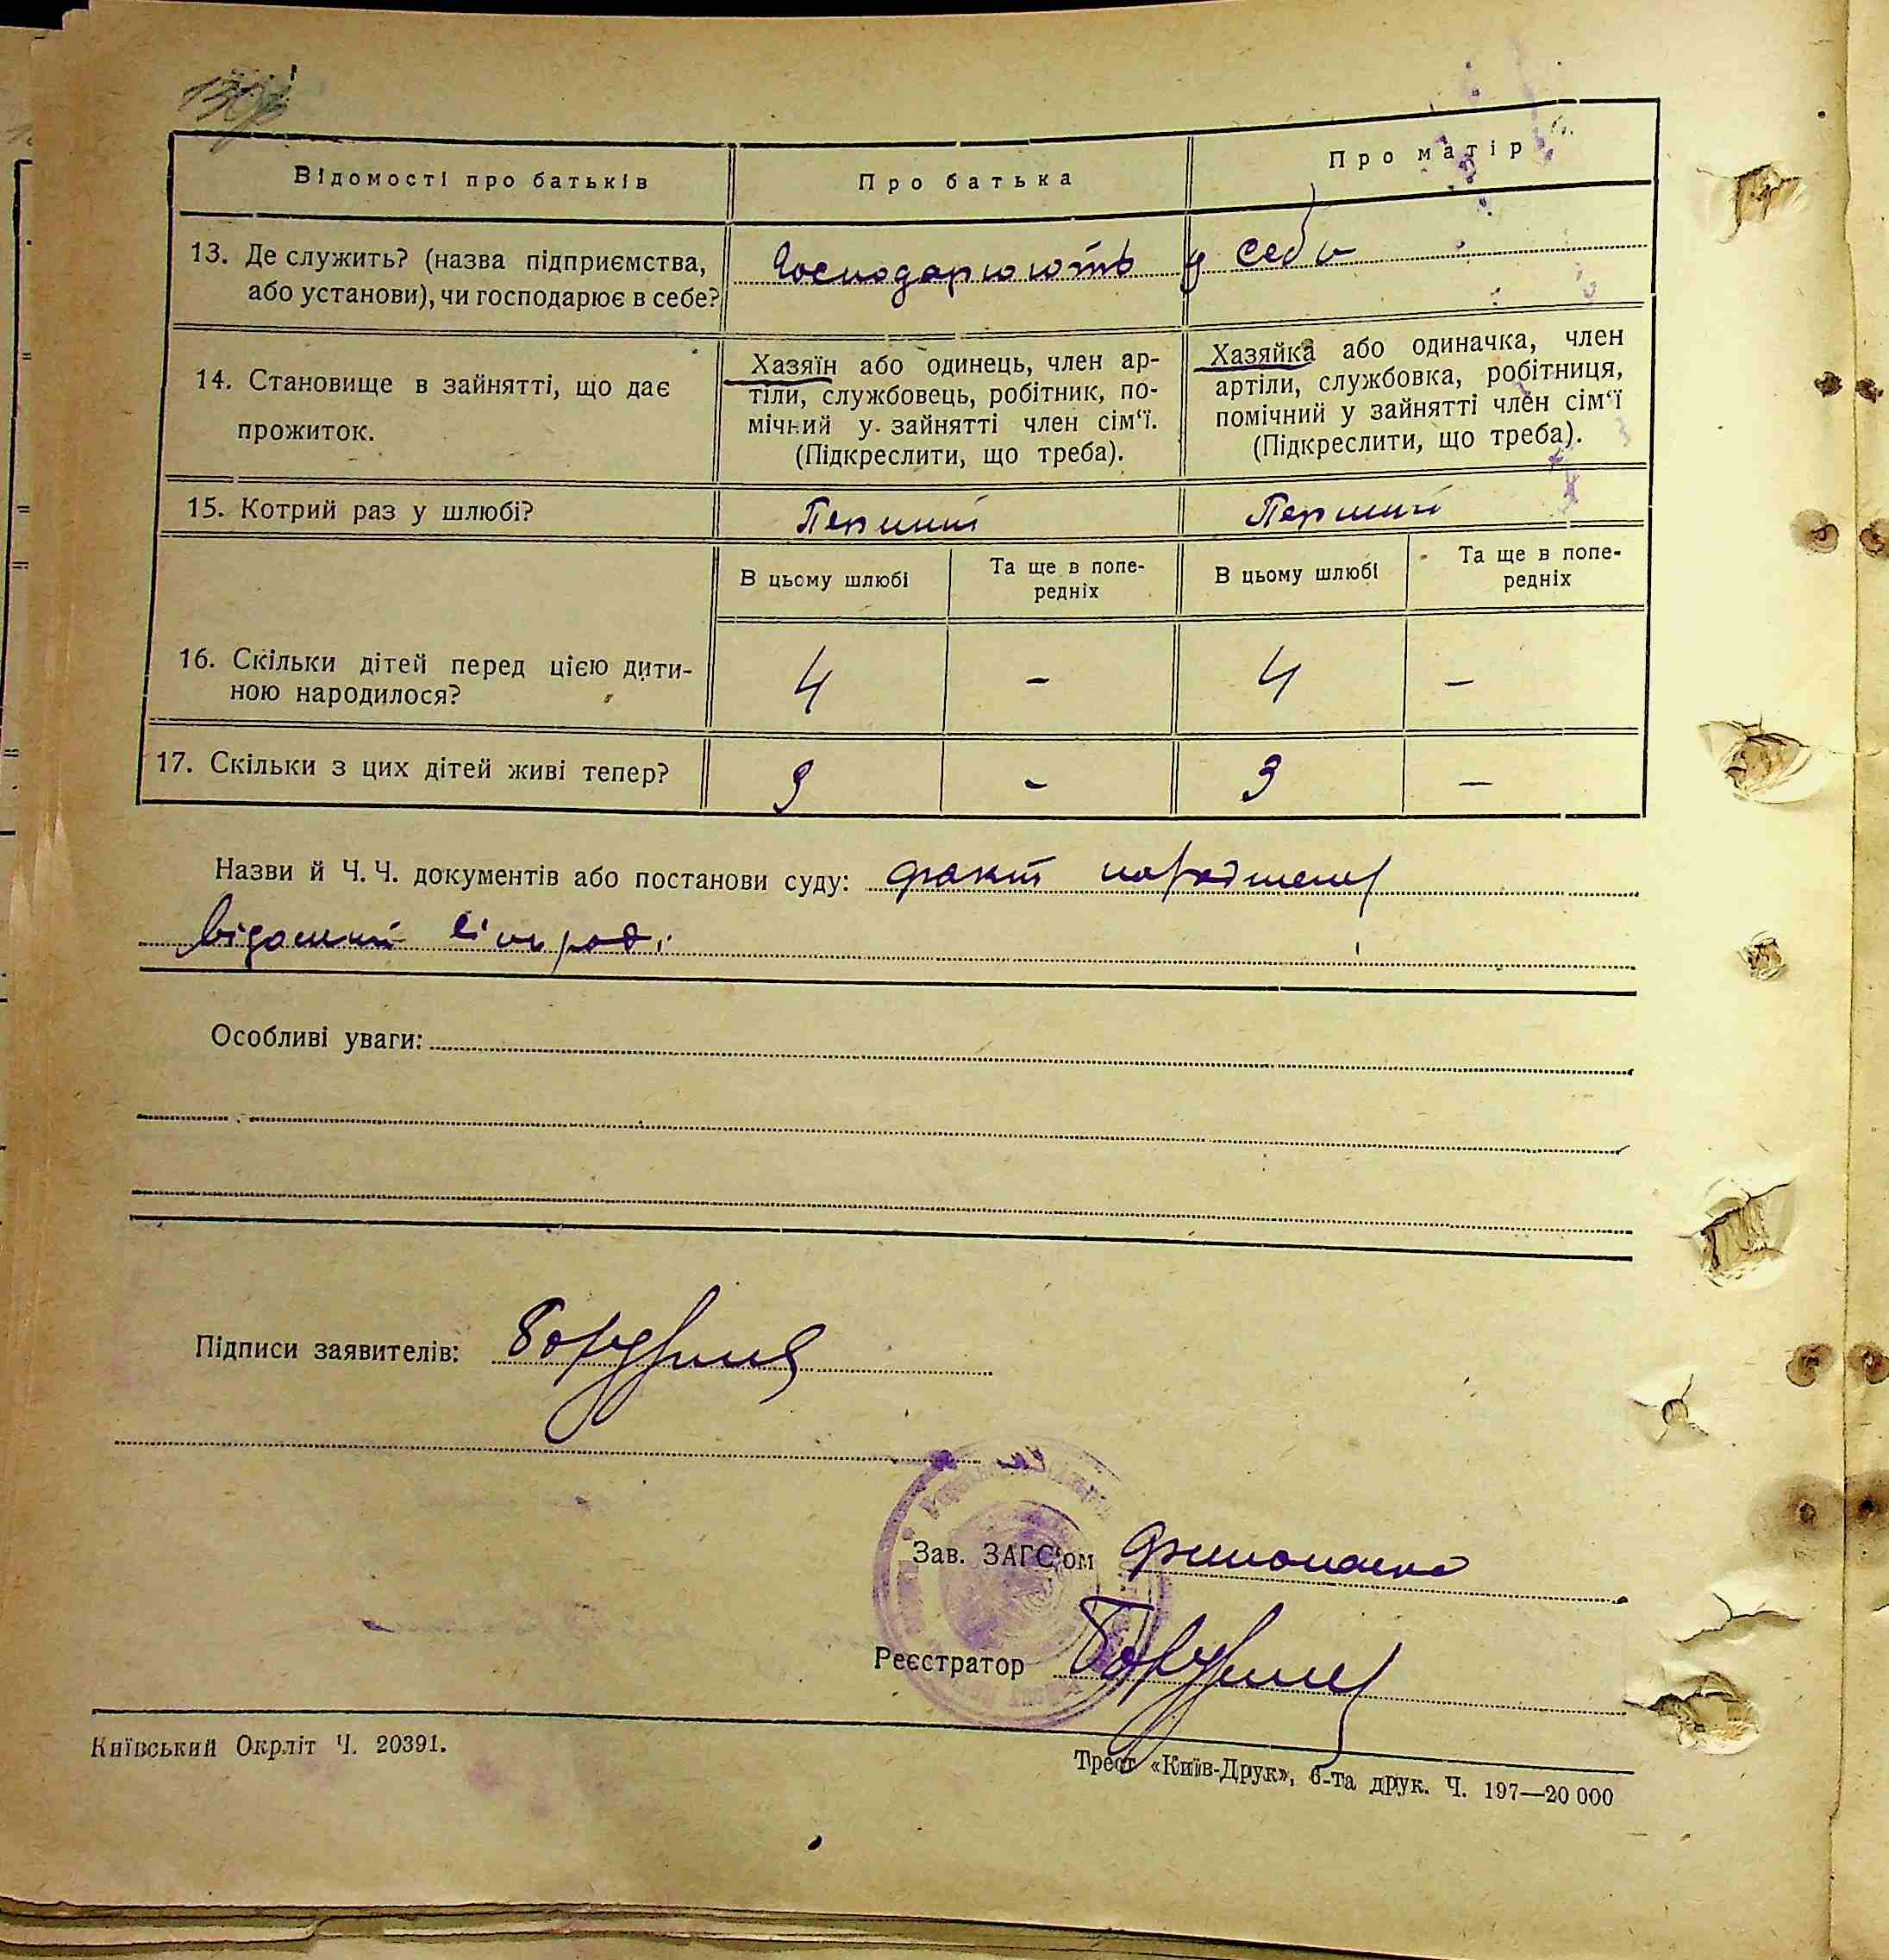 Відомості про батьків
Про батька
Про матір
13. Де служить? (назва підприємства,
або установи), чи господарює в себе?
Господарюють у себе
14. Становище в зайнятті, що дає
прожиток.
Хазяїн або одинець, член ар-
тіли, службовець, робітник, по-
мічний у зайнятті член сім'ї.
(Підкреслити, що треба).
Хазяйка або одиначка, член
артіли, службовка, робітниця,
помічний у зайнятті член сім'ї
(Підкреслити, що треба).
15. Котрий раз у шлюбі?
Перший
Перший
В цьому шлюбі
Та ще в попе-
редніх
В цьому шлюбі
Та ще в попе-
редніх
16. Скільки дітей перед цією дити-
ною народилося?
4 - 4 -
17. Скільки з цих дітей живі тепер?
3 - 3 -
Назви й Ч. Ч. документів або постанови суду: факт народження
відомий сільраді
Особливі уваги:
Підписи заявителів:
Зав. ЗАГС'ом
Реєстратор
Київський Окрліт Ч. 20391.
Трест «Київ-Друк», 6-та друк. Ч. 197—20 000